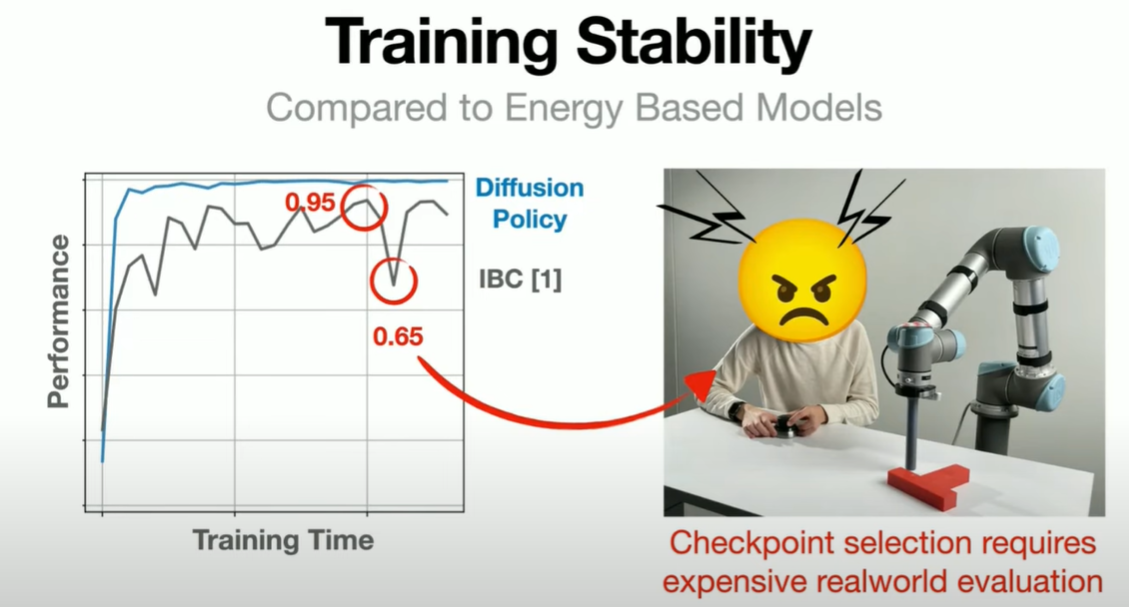 Training Stability
Compared to Energy Based Models
Performance
0.95
0.65
Diffusion
Policy
IBC [1]
Training Time
Checkpoint selection requires
expensive realworld evaluation